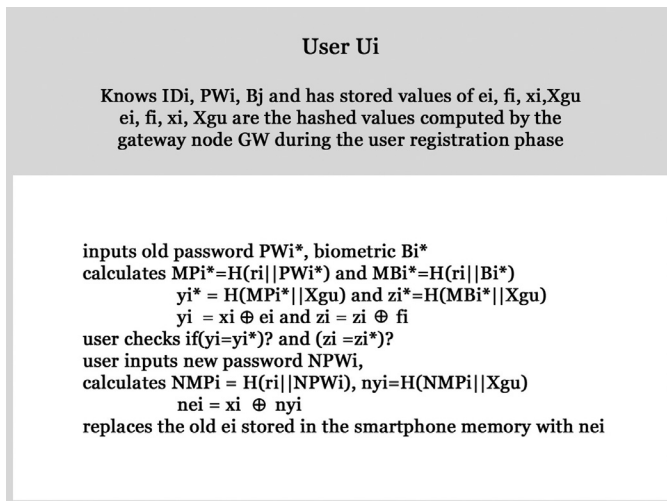 User Ui
Knows IDi, PWi, Bj and has stored values of ei, fi, xi,Xgu
ei, fi, xi, Xgu are the hashed values computed by the
gateway node GW during the user registration phase
inputs old password PWi*, biometric Bi*
calculates MPi*=H(ri||PWi*) and MBi*=H(ri||Bi*)
yi* = H(MPi*||Xgu) and zi*=H(MBi*||Xgu)
yi = xi ⊕ ei and zi = zi ⊕ fi
user checks if(yi=yi*)? and (zi =zi*)?
user inputs new password NPWi,
calculates NMPi = H(ri||NPWi), nyi=H(NMPi||Xgu)
nei = xi ⊕ nyi
replaces the old ei stored in the smartphone memory with nei